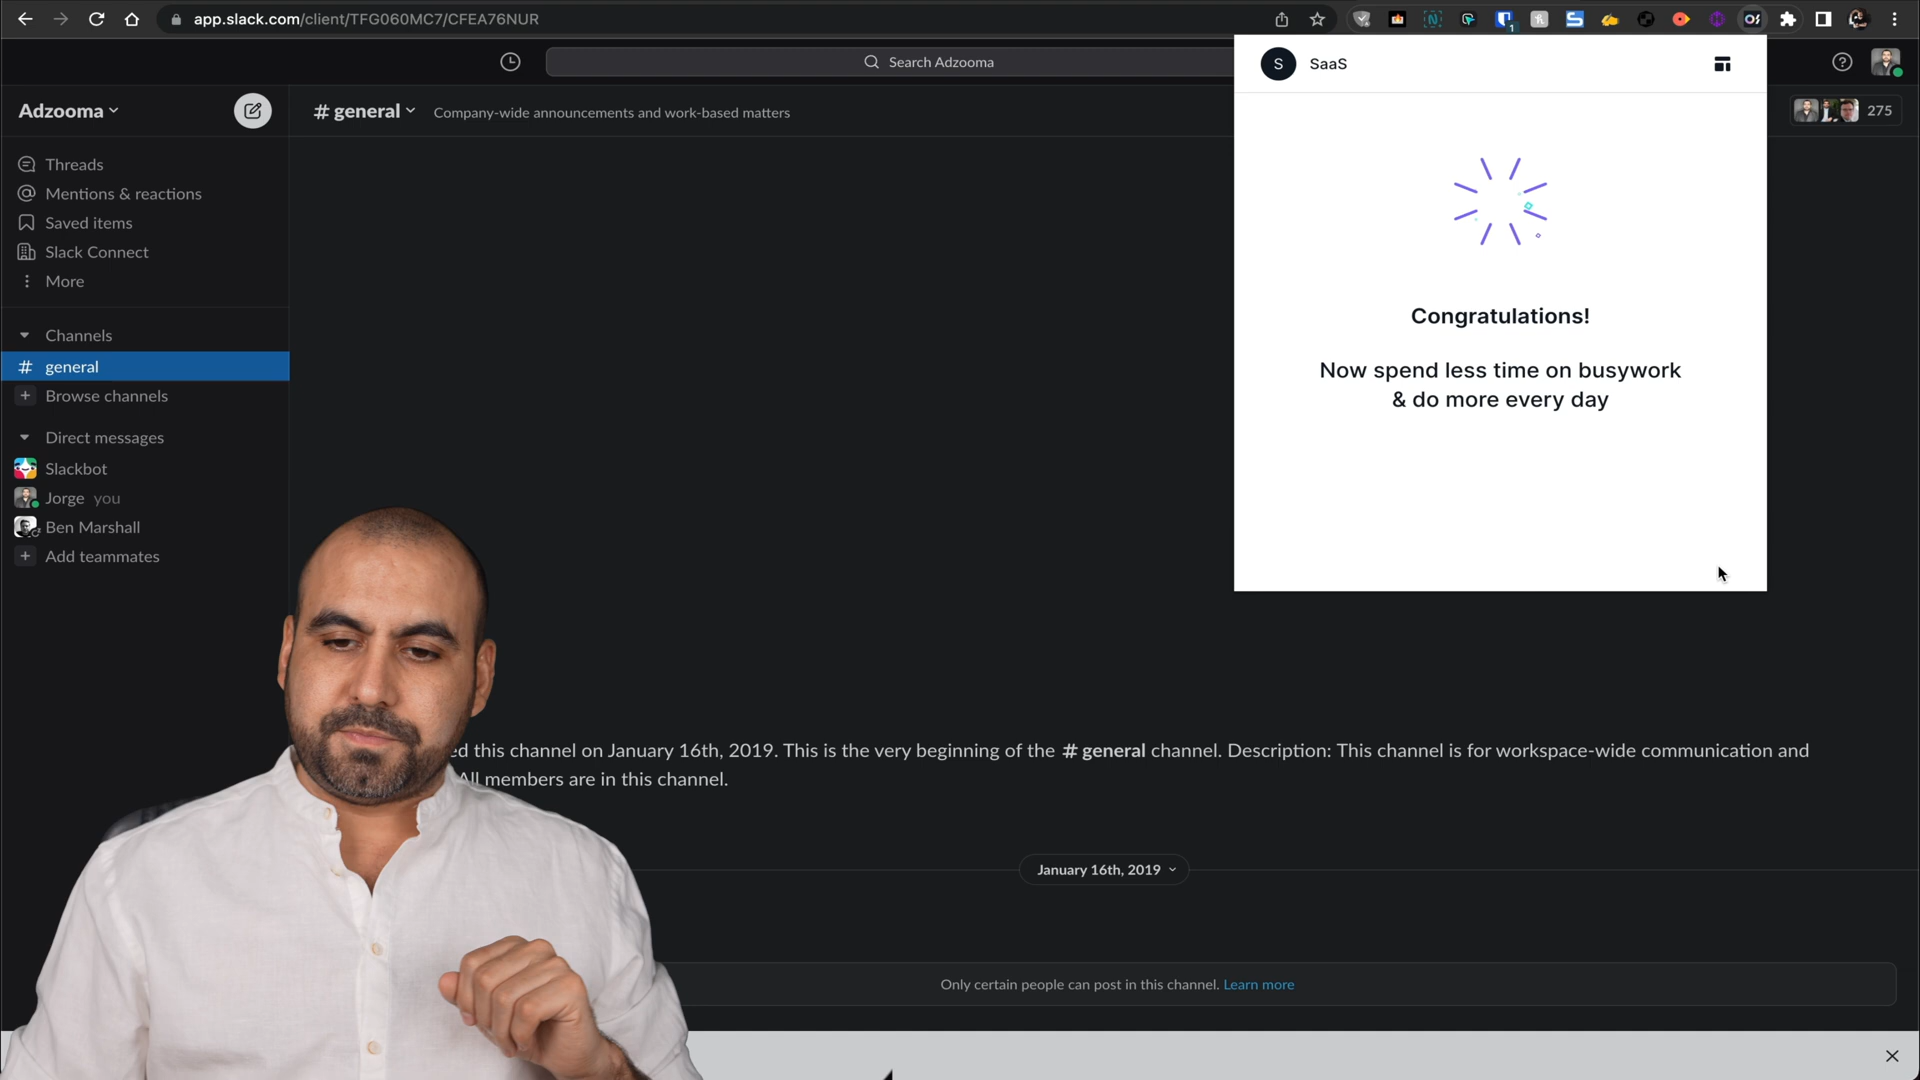 app.slack.com/client/TFG060MC7/CFEA76NUR
1
Search Adzooma
S SaaS
Adzooma
# general
Company-wide announcements and work-based matters
275
Threads
Mentions & reactions
Saved items
Slack Connect
More
Channels
# general
+ Browse channels
Direct messages
Slackbot
Jorge you
Ben Marshall
+ Add teammates
Congratulations!
Now spend less time on busywork
& do more every day
this channel on January 16th, 2019. This is the very beginning of the # general channel. Description: This channel is for workspace-wide communication and
All members are in this channel.
January 16th, 2019
Only certain people can post in this channel. Learn more